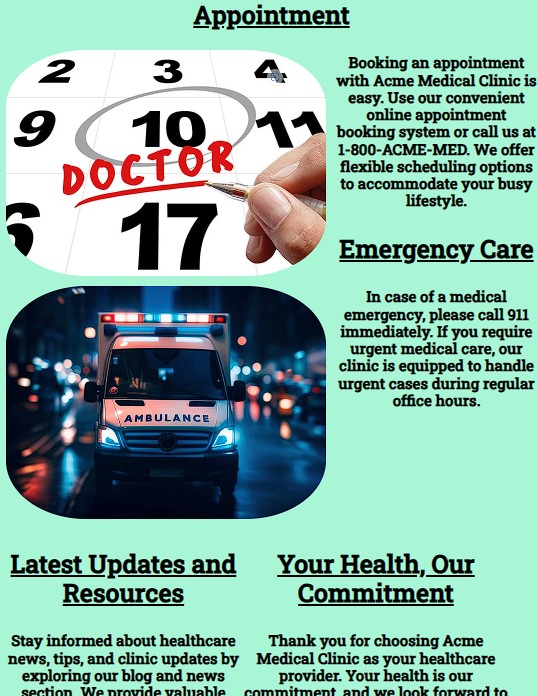 Appointment
2 3 4
9 10 11
DOCTOR
6 17
Booking an appointment
with Acme Medical Clinic is
easy. Use our convenient
online appointment
booking system or call us at
1-800-ACME-MED. We offer
flexible scheduling options
to accommodate your busy
lifestyle.
Emergency Care
In case of a medical
emergency, please call 911
immediately. If you require
urgent medical care, our
clinic is equipped to handle
urgent cases during regular
office hours.
AMBULANCE
Latest Updates and
Resources
Stay informed about healthcare
news, tips, and clinic updates by
exploring our blog and news
section. We provide valuable
Your Health, Our
Commitment
Thank you for choosing Acme
Medical Clinic as your healthcare
provider. Your health is our
commitment, and we look forward to